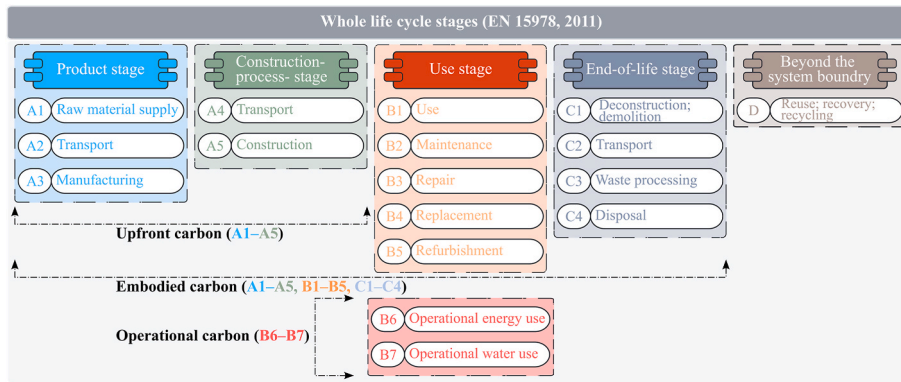 Whole life cycle stages (EN 15978, 2011)
Product stage
A1 Raw material supply
A2 Transport
A3 Manufacturing
Construction-
process- stage
A4 Transport
A5 Construction
Use stage
B1 Use
B2 Maintenance
B3 Repair
B4 Replacement
B5 Refurbishment
End-of-life stage
C1 Deconstruction;
demolition
C2 Transport
C3 Waste processing
C4 Disposal
Beyond the
system boundry
D Reuse; recovery;
recycling
Upfront carbon (A1–A5)
Embodied carbon (A1–A5, B1–B5, C1–C4)
Operational carbon (B6–B7)
B6 Operational energy use
B7 Operational water use